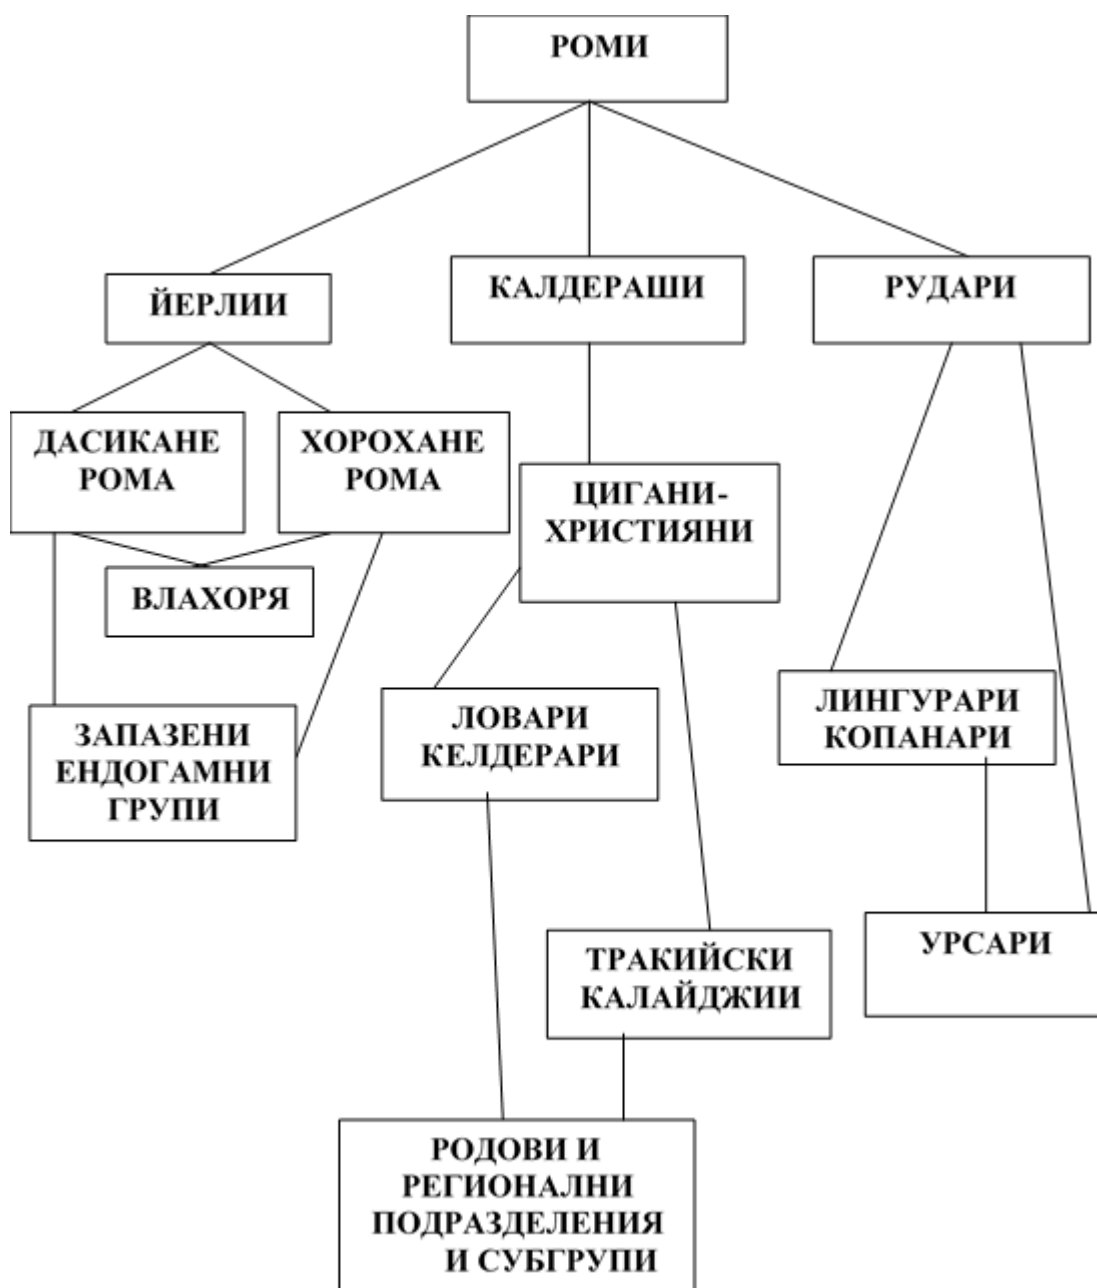 РОМИ
ЙЕРЛИИ
КАЛДЕРАШИ
РУДАРИ
ДАСИКАНЕ
РОМА
ХОРОХАНЕ
РОМА
ЦИГАНИ-
ХРИСТИЯНИ
ВЛАХОРЯ
ЗАПАЗЕНИ
ЕНДОГАМНИ
ГРУПИ
ЛОВАРИ
КЕЛДЕРАРИ
ЛИНГУРАРИ
КОПАНАРИ
ТРАКИЙСКИ
КАЛАЙДЖИИ
УРСАРИ
РОДОВИ И
РЕГИОНАЛНИ
ПОДРАЗДЕЛЕНИЯ
И СУБГРУПИ